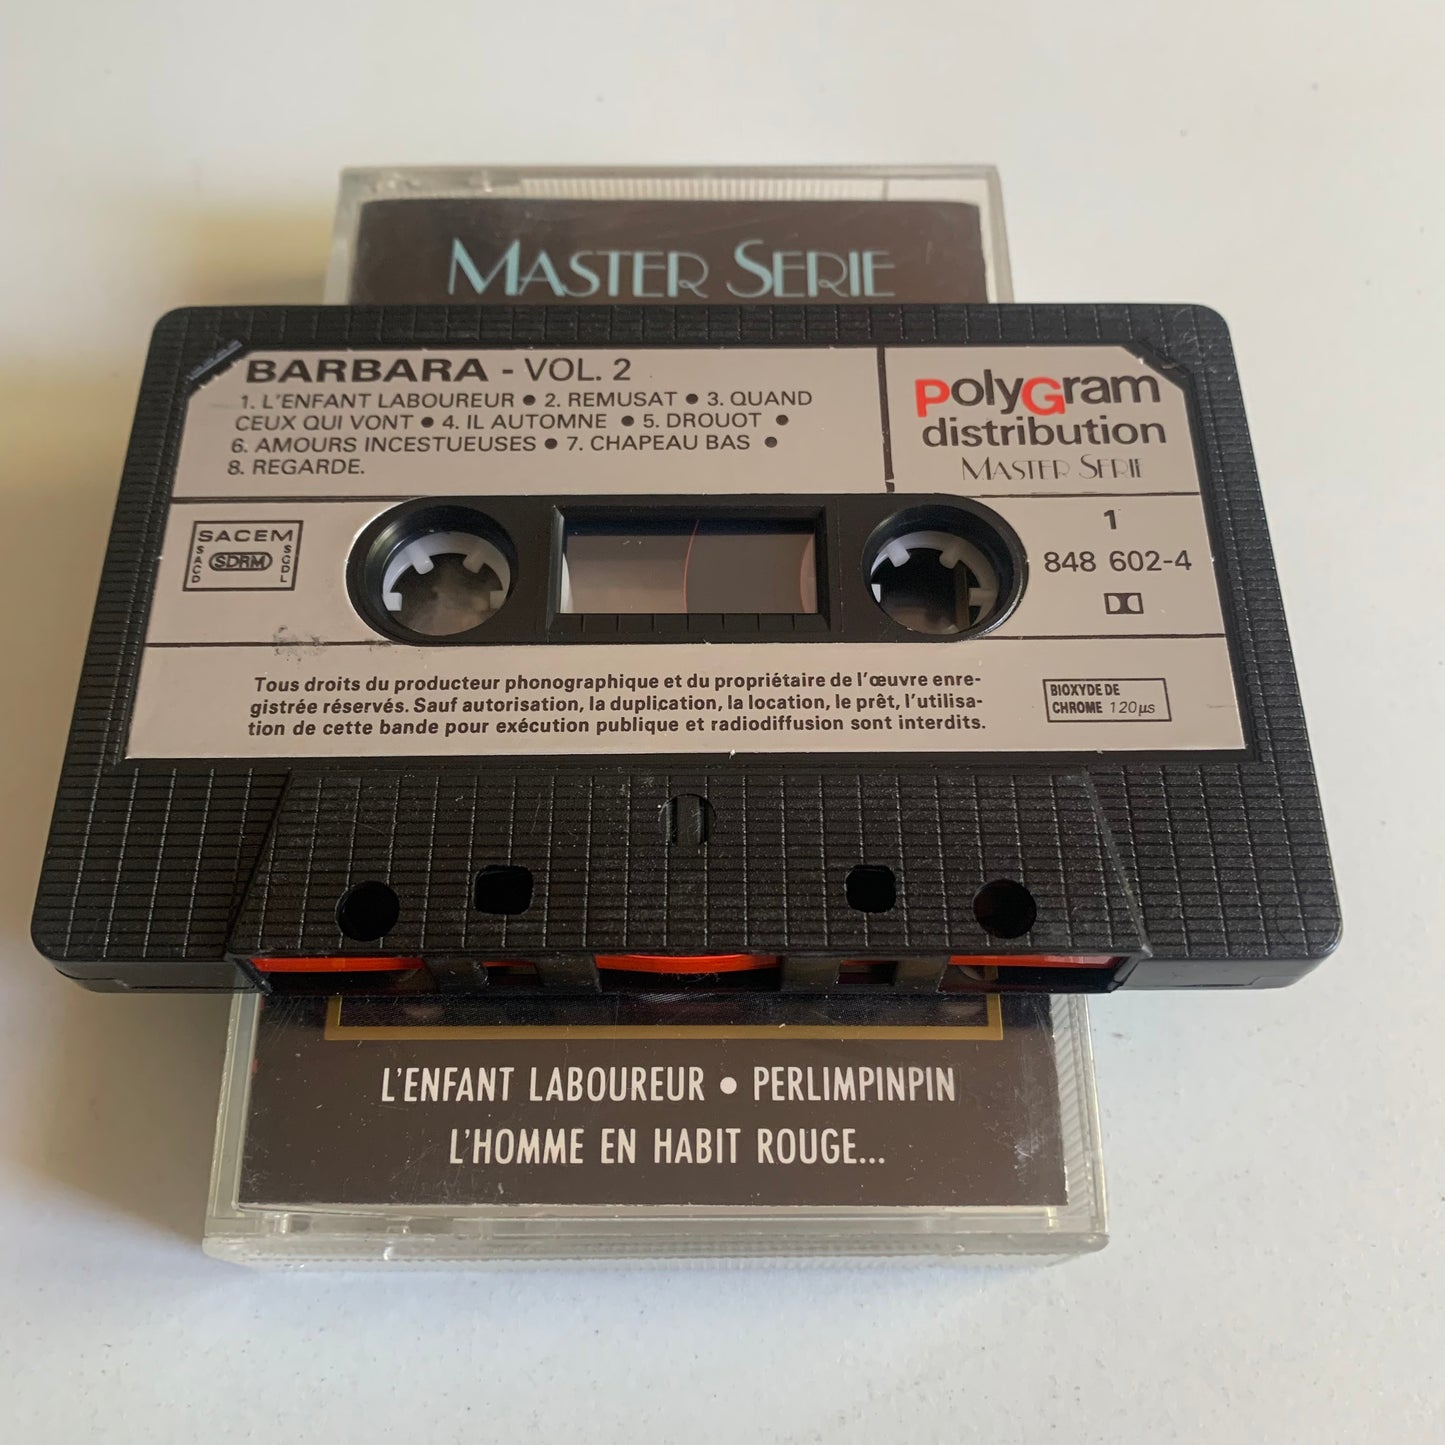 MASTER SERIE
BARBARA - VOL. 2
1. L'ENFANT LABOUREUR ● 2. REMUSAT ● 3. QUAND
CEUX QUI VONT ● 4. IL AUTOMNE ● 5. DROUOT ●
6. AMOURS INCESTUEUSES ● 7. CHAPEAU BAS ●
8. REGARDE.
PolyGram
distribution
MASTER SERIE
SACEM
SACD
SDRM
SGDL
1
848 602-4
Tous droits du producteur phonographique et du propriétaire de l'œuvre enre-
gistrée réservés. Sauf autorisation, la duplication, la location, le prêt, l'utilisa-
tion de cette bande pour exécution publique et radiodiffusion sont interdits.
BIOXYDE DE
CHROME 120µs
L'ENFANT LABOUREUR ● PERLIMPINPIN
L'HOMME EN HABIT ROUGE...